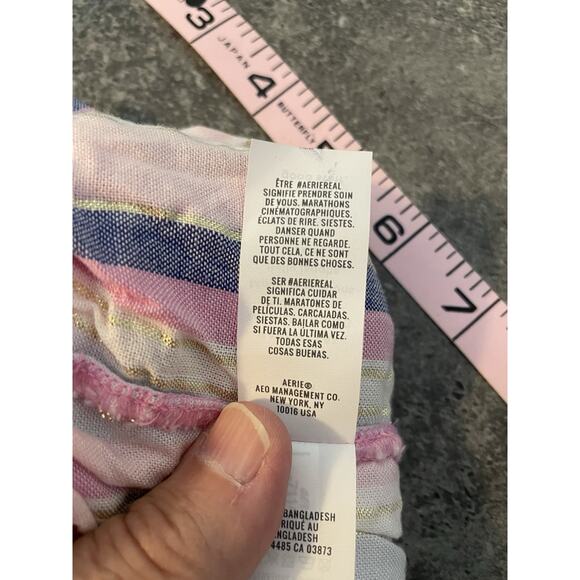 3
JAPAN
4
BUTTERFLY
6
7
ÊTRE #AERIEREAL
SIGNIFIE PRENDRE SOIN
DE VOUS. MARATHONS
CINÉMATOGRAPHIQUES.
ÉCLATS DE RIRE. SIESTES.
DANSER QUAND
PERSONNE NE REGARDE.
TOUT CELA, CE NE SONT
QUE DES BONNES CHOSES.
SER #AERIEREAL
SIGNIFICA CUIDAR
DE TI. MARATONES DE
PELÍCULAS. CARCAJADAS.
SIESTAS. BAILAR COMO
SI FUERA LA ÚLTIMA VEZ.
TODAS ESAS
COSAS BUENAS.
AERIE®
AEO MANAGEMENT CO.
NEW YORK, NY
10016 USA
BANGLADESH
RIQUÉ AU
NGLADESH
4485 CA 03873